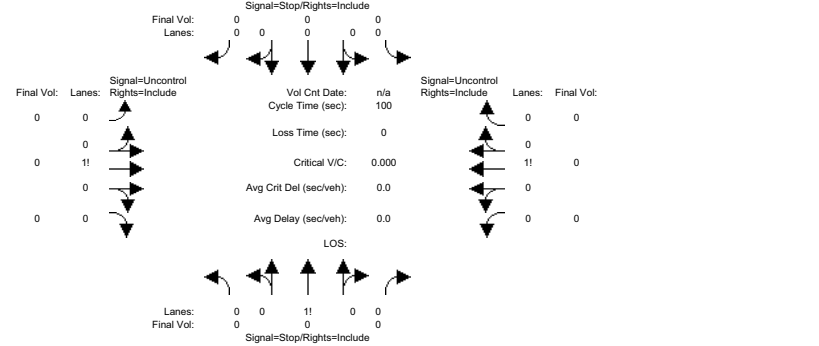 Signal=Stop/Rights=Include
Final Vol: 0 0 0
Lanes: 0 0 0 0 0
Signal=Uncontrol Signal=Uncontrol
Final Vol: Lanes: Rights=Include Vol Cnt Date: n/a Rights=Include Lanes: Final Vol:
Cycle Time (sec): 100
0 0 0 0
Loss Time (sec): 0
0 0
0 1! Critical V/C: 0.000 1! 0
0 Avg Crit Del (sec/veh): 0.0 0
0 0 Avg Delay (sec/veh): 0.0 0 0
LOS:
Lanes: 0 0 1! 0 0
Final Vol: 0 0 0
Signal=Stop/Rights=Include